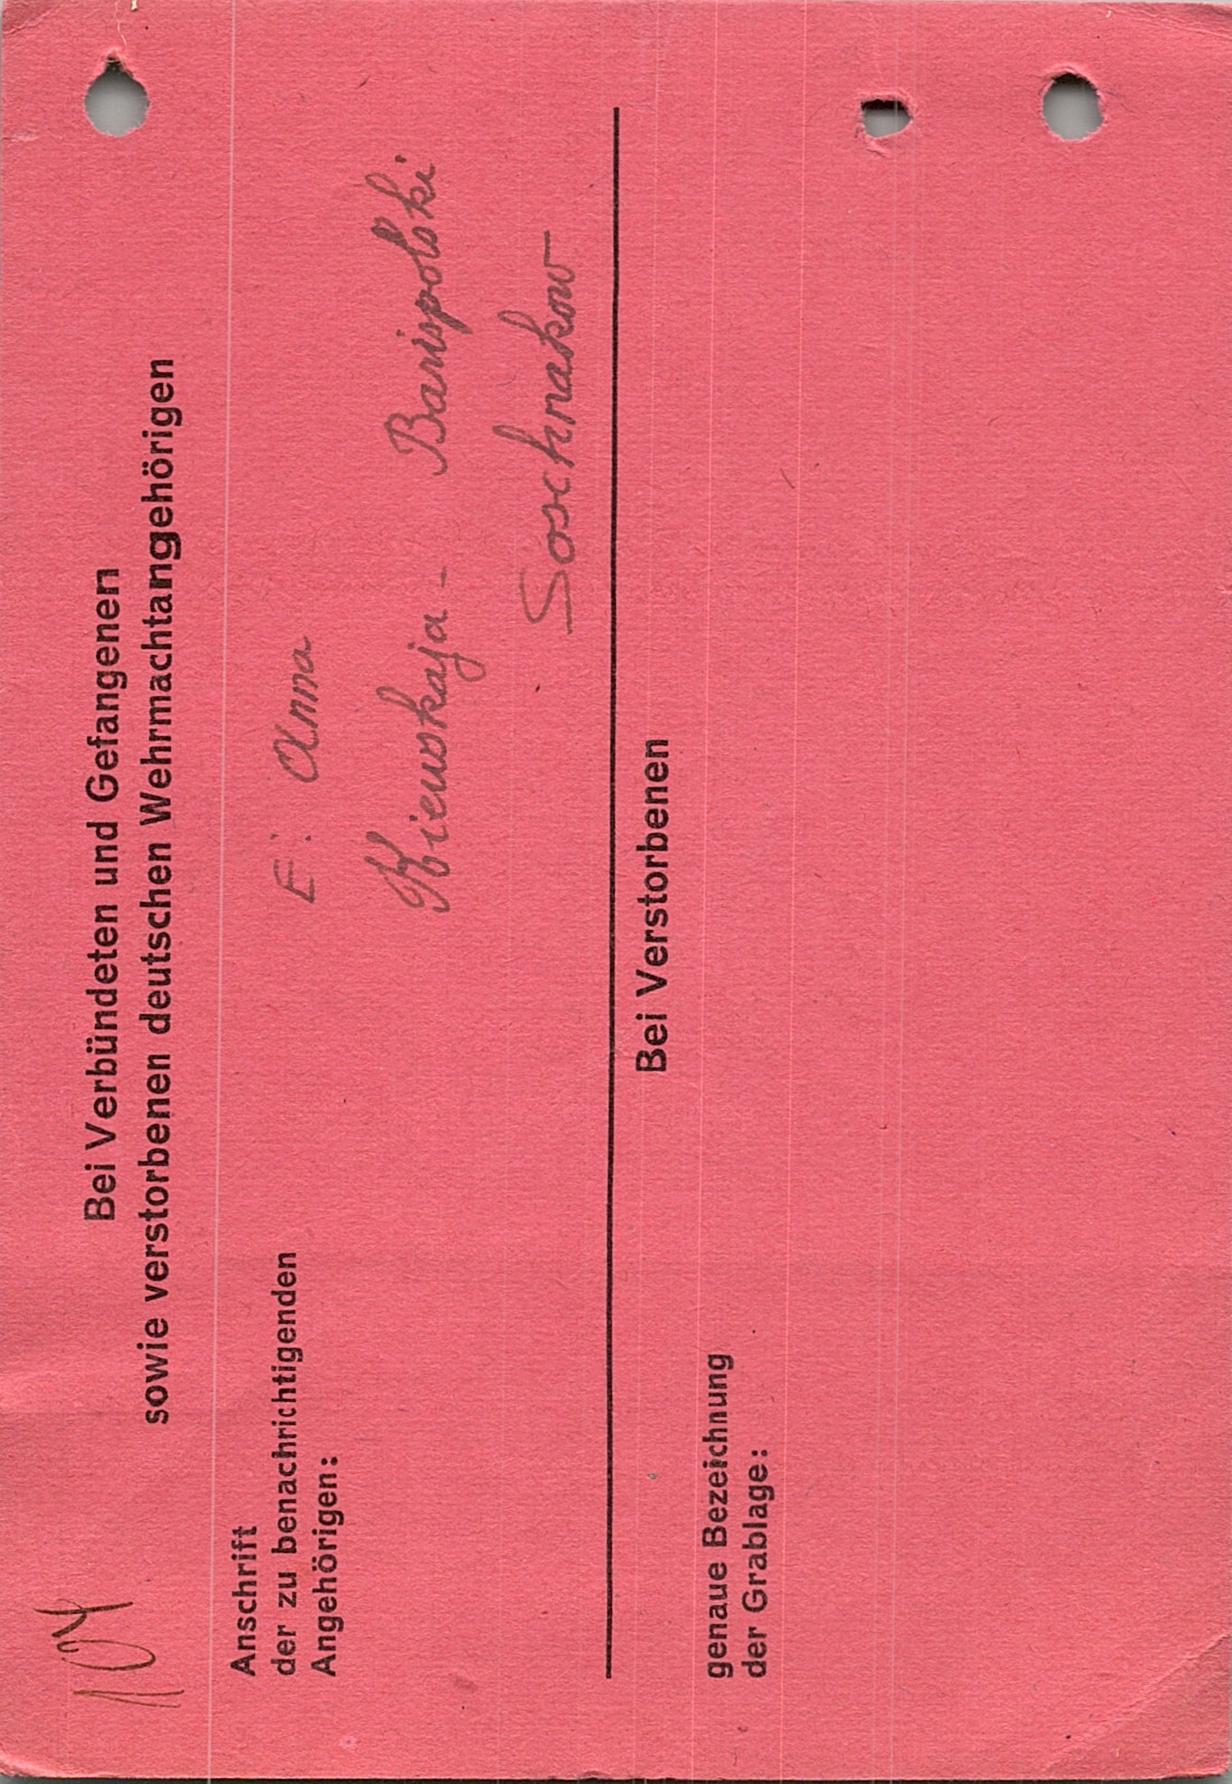 104
Bei Verbündeten und Gefangenen
sowie verstorbenen deutschen Wehrmachtangehörigen
Anschrift
der zu benachrichtigenden
Angehörigen:
E: Anna
Kiewskaja - Barispolski
Soschnakow
Bei Verstorbenen
genaue Bezeichnung
der Grablage: